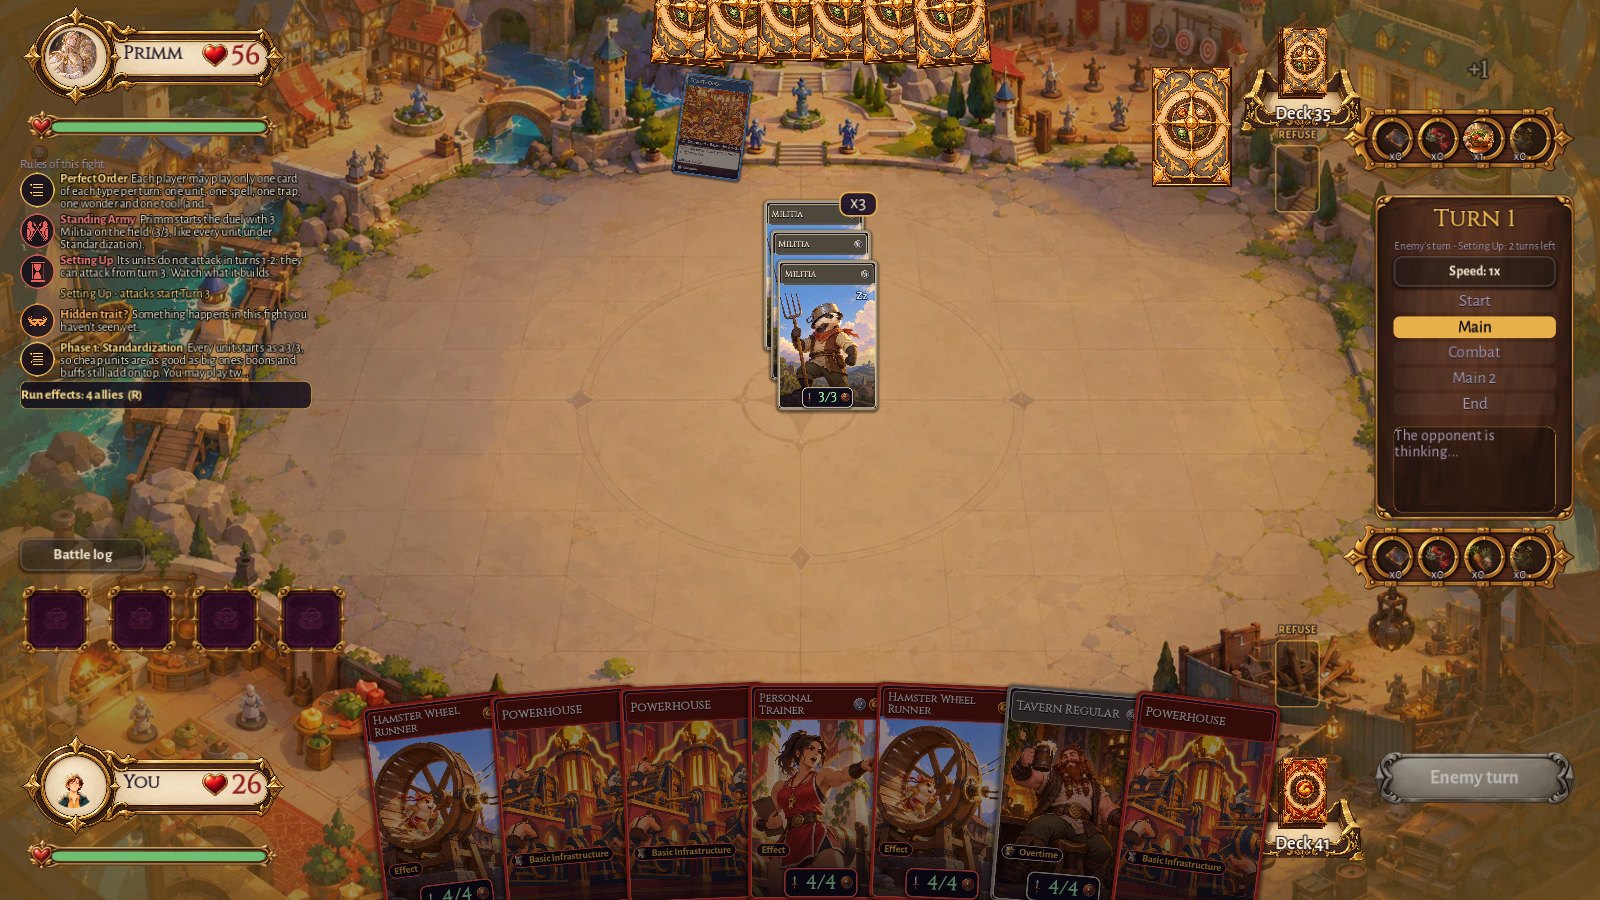 Primm 56
Rules of this fight
Perfect Order Each player may play only one card
of each type per turn: one unit, one spell, one trap,
one wonder and one tool (and...
Standing Army Primm starts the duel with 3
Militia on the field (3/3, like every unit under
Standardization).
Setting Up Its units do not attack in turns 1-2; they
can attack from turn 3. Watch what it builds.
Setting Up - attacks start Turn 3
Hidden trait? Something happens in this fight you
haven't seen yet.
Phase 1: Standardization Every unit starts as a 3/3,
so cheap units are as good as big ones; boons and
buffs still add on top. You may play tw...
Run effects: 4 allies (R)
Militia
X3
Militia
Militia
Zz
3/3
Deck 35
REFUSE
+1
x0
x0
x1
x0
Turn 1
Enemy's turn - Setting Up: 2 turns left
Speed: 1x
Start
Main
Combat
Main 2
End
The opponent is
thinking...
x0
x0
x0
x0
Battle log
REFUSE
Hamster Wheel
Runner
Effect
4/4
Powerhouse
Basic Infrastructure
Powerhouse
Basic Infrastructure
Personal
Trainer
2
Effect
4/4
Hamster Wheel
Runner
Effect
4/4
Tavern Regular
Overtime
4/4
Powerhouse
Basic Infrastructure
You 26
Deck 41
Enemy turn